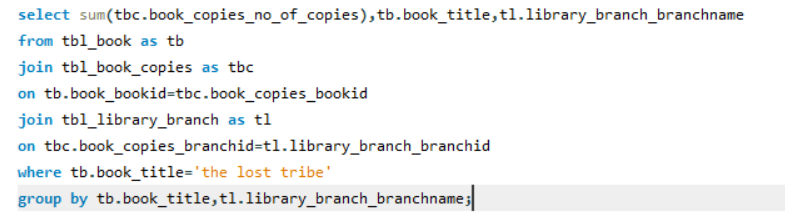 select sum(tbc.book_copies_no_of_copies),tb.book_title,tl.library_branch_branchname
from tbl_book as tb
join tbl_book_copies as tbc
on tb.book_bookid=tbc.book_copies_bookid
join tbl_library_branch as tl
on tbc.book_copies_branchid=tl.library_branch_branchid
where tb.book_title='the lost tribe'
group by tb.book_title,tl.library_branch_branchname;